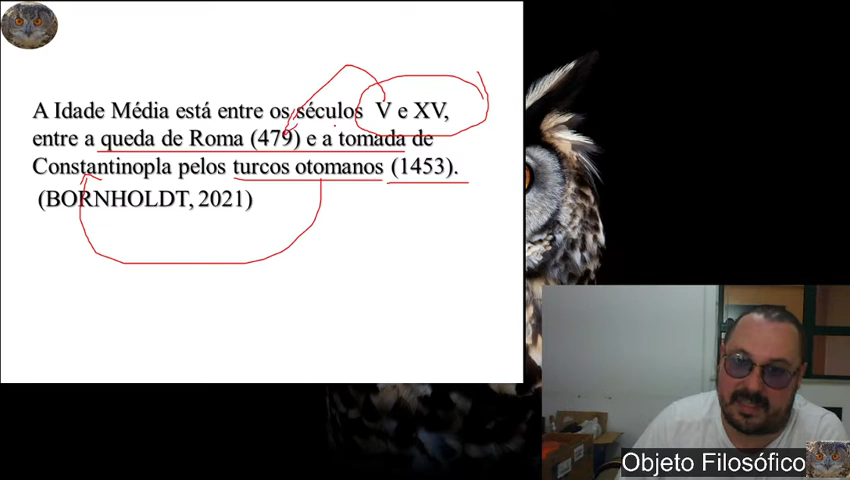 A Idade Média está entre os séculos V e XV,
entre a queda de Roma (479) e a tomada de
Constantinopla pelos turcos otomanos (1453).
(BORNHOLDT, 2021)
Objeto Filosófico